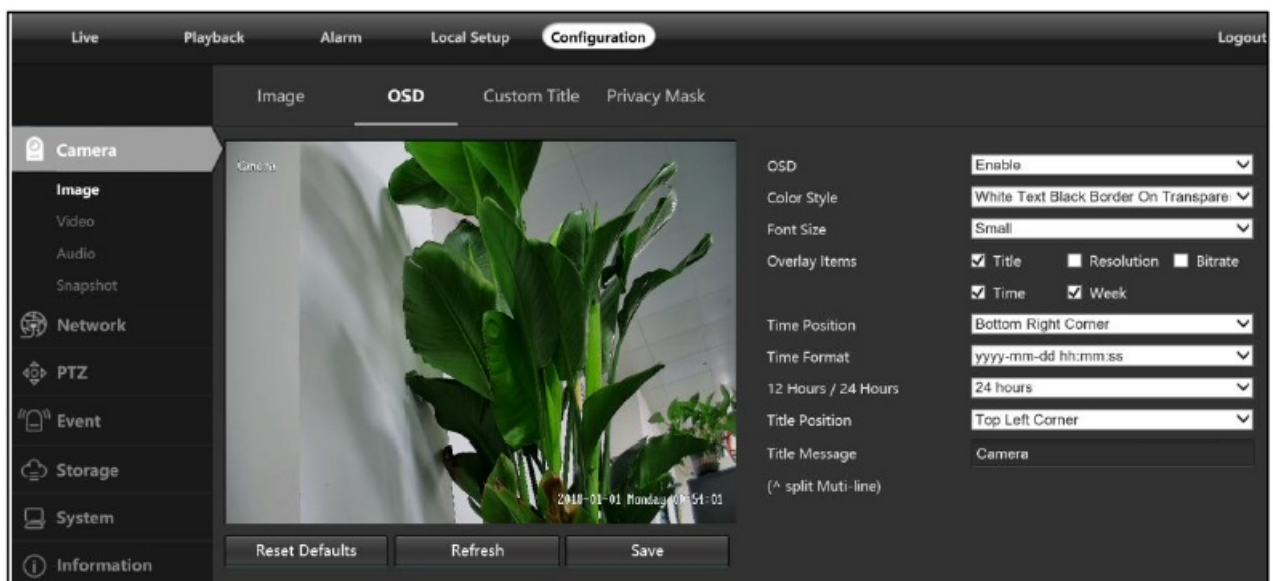 Live Playback Alarm Local Setup Configuration Logout
Image OSD Custom Title Privacy Mask
Camera
Image
Video
Audio
Snapshot
Network
PTZ
Event
Storage
System
Information
Camera
2018-01-01 Monday
Reset Defaults Refresh Save
OSD Enable
Color Style White Text Black Border On Transpare
Font Size Small
Overlay Items Title Resolution Bitrate
Time Week
Time Position Bottom Right Corner
Time Format yyyy-mm-dd hh:mm:ss
12 Hours / 24 Hours 24 hours
Title Position Top Left Corner
Title Message Camera
(^ split Muti-line)